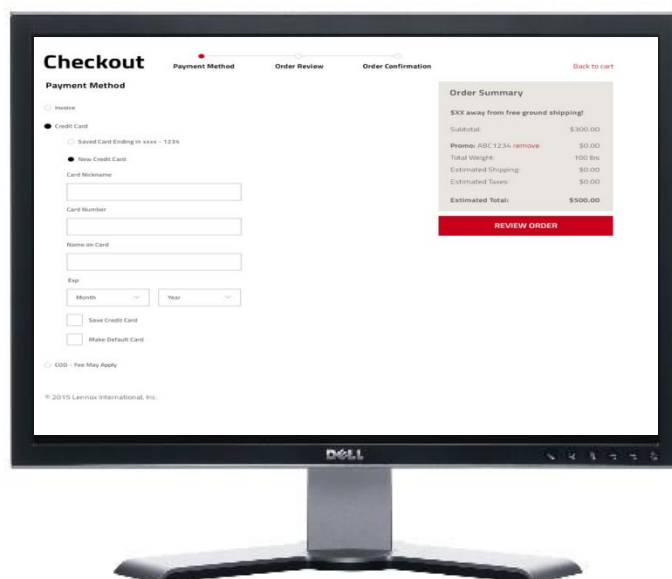 Checkout
Payment Method
Order Review
Order Confirmation
Back to cart
Payment Method
Invoice
Credit Card
Saved Card Ending in xxxx - 1234
New Credit Card
Card Nickname
Card Number
Name on Card
Exp
Month
Year
Save Credit Card
Make Default Card
COD - Fee May Apply
© 2015 Lennox International, Inc.
Order Summary
$XX away from free ground shipping!
Subtotal: $300.00
Promo: ABC1234 remove $0.00
Total Weight: 100 lbs
Estimated Shipping: $0.00
Estimated Taxes: $0.00
Estimated Total: $500.00
REVIEW ORDER
DELL